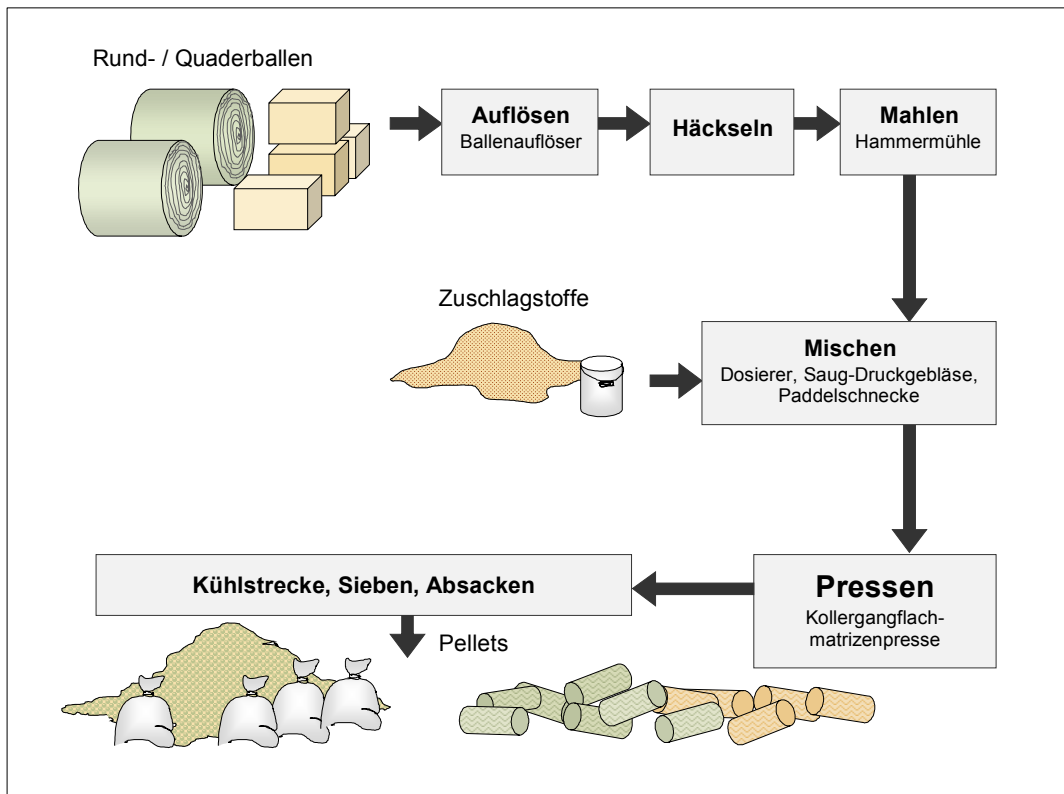 Rund- / Quaderballen
Auflösen
Ballenauflöser
Häckseln
Mahlen
Hammermühle
Zuschlagstoffe
Mischen
Dosierer, Saug-Druckgebläse,
Paddelschnecke
Pressen
Kollergangflach-
matrizenpresse
Kühlstrecke, Sieben, Absacken
Pellets